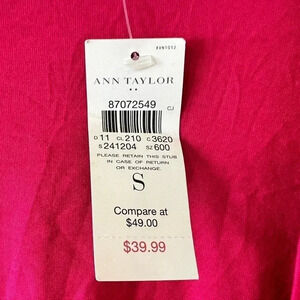 ANN TAYLOR
87072549
CJ
D 11 CL 210 C 3620
S 241204 SZ 600
PLEASE RETAIN THIS STUB
IN CASE OF RETURN
OR EXCHANGE.
S
Compare at
$49.00
$39.99